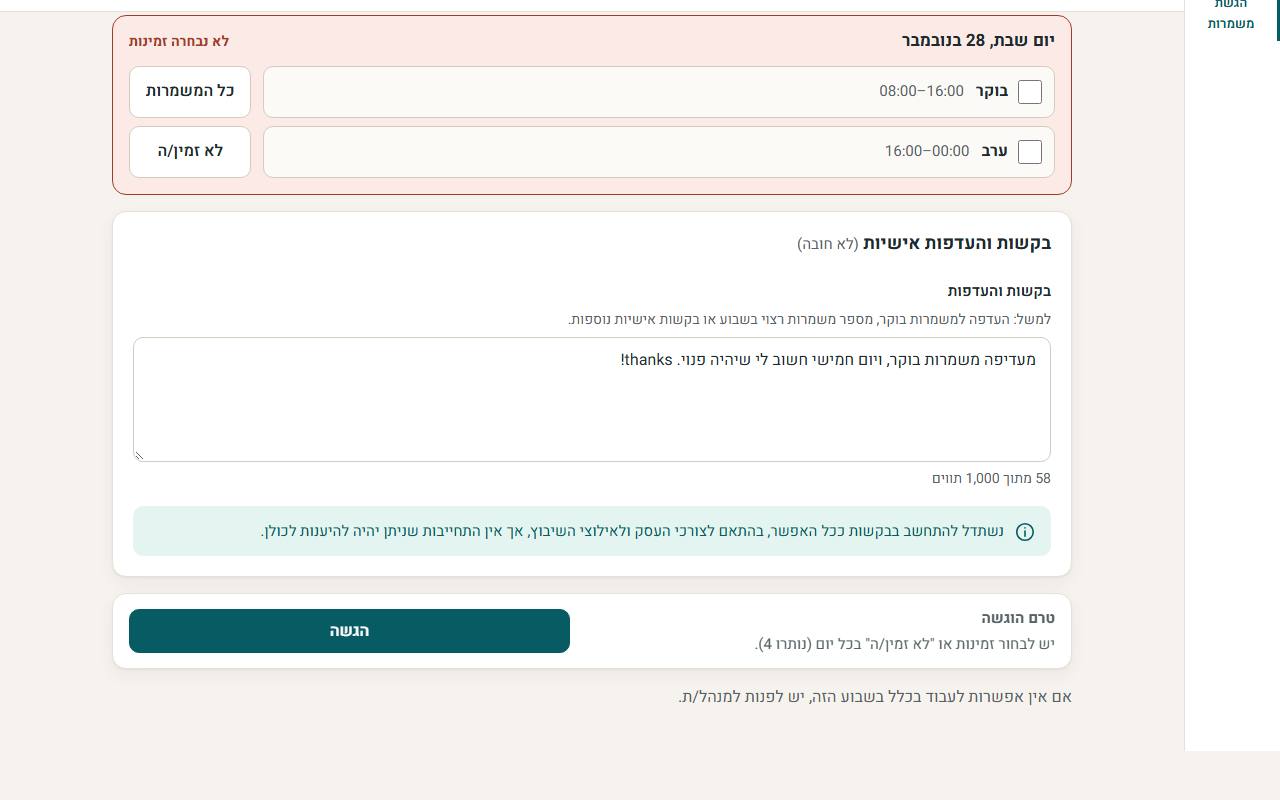 הגשת
משמרות
יום שבת, 28 בנובמבר
לא נבחרה זמינות
בוקר 08:00–16:00
כל המשמרות
ערב 16:00–00:00
לא זמין/ה
בקשות והעדפות אישיות (לא חובה)
בקשות והעדפות
למשל: העדפה למשמרות בוקר, מספר משמרות רצוי בשבוע או בקשות אישיות נוספות.
מעדיפה משמרות בוקר, ויום חמישי חשוב לי שיהיה פנוי. thanks!
58 מתוך 1,000 תווים
נשתדל להתחשב בבקשות ככל האפשר, בהתאם לצורכי העסק ולאילוצי השיבוץ, אך אין התחייבות שניתן יהיה להיענות לכולן.
טרם הוגשה
יש לבחור זמינות או "לא זמין/ה" בכל יום (נותרו 4).
הגשה
אם אין אפשרות לעבוד בכלל בשבוע הזה, יש לפנות למנהל/ת.